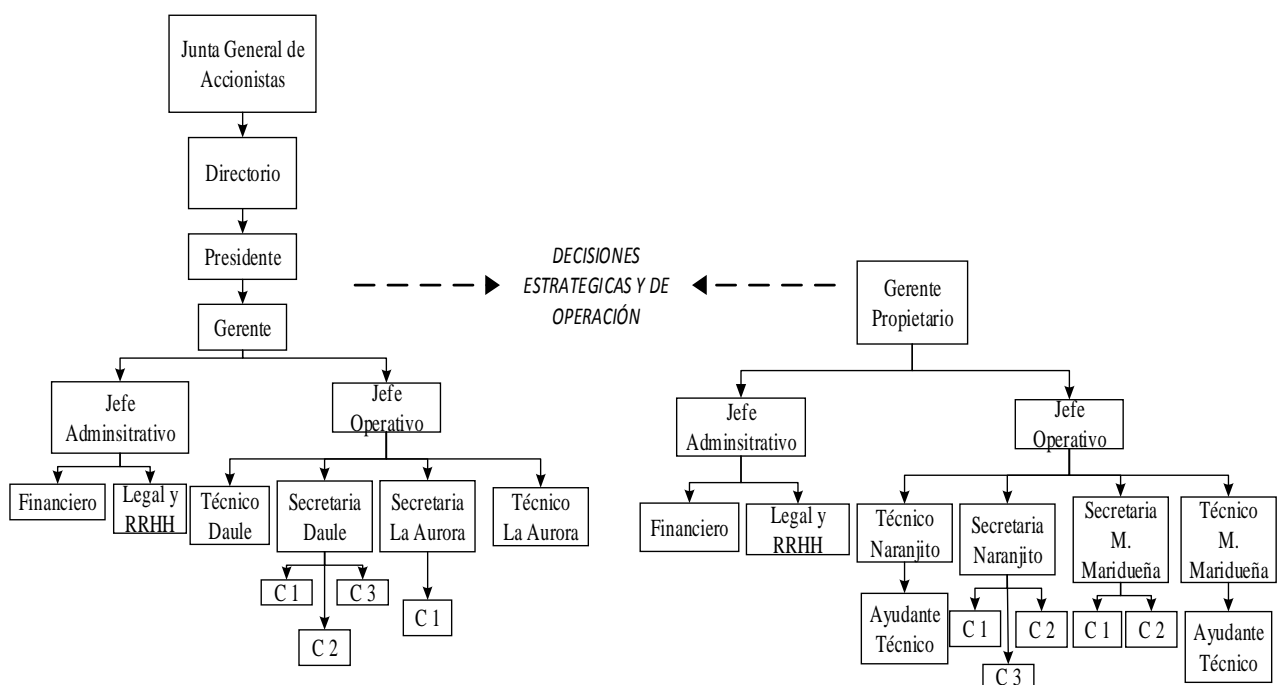 Junta General de
Accionistas
Directorio
Presidente
Gerente
Jefe
Adminsitrativo
Jefe
Operativo
Financiero
Legal y
RRHH
Técnico
Daule
Secretaria
Daule
Secretaria
La Aurora
Técnico
La Aurora
C 1
C 3
C 2
C 1
DECISIONES
ESTRATEGICAS Y DE
OPERACIÓN
Gerente
Propietario
Jefe
Adminsitrativo
Jefe
Operativo
Financiero
Legal y
RRHH
Técnico
Naranjito
Secretaria
Naranjito
Secretaria
M.
Maridueña
Técnico
M.
Maridueña
Ayudante
Técnico
C 1
C 2
C 3
C 1
C 2
Ayudante
Técnico